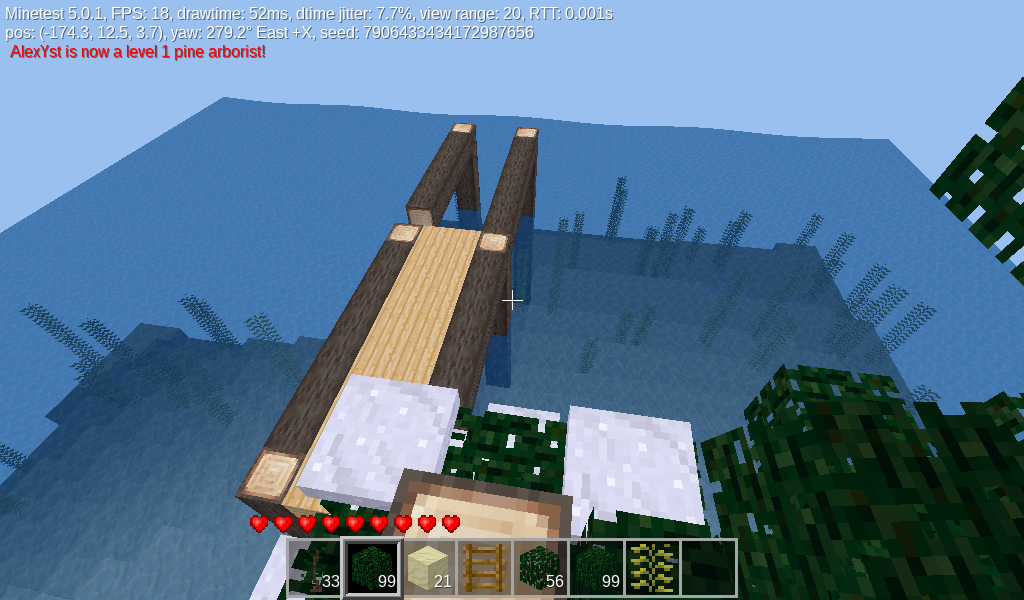 Minetest 5.0.1, FPS: 18, drawtime: 52ms, dtime jitter: 7.7%, view range: 20, RTT: 0.001s
pos: (-174.3, 12.5, 3.7), yaw: 279.2° East +X, seed: 7906433434172987656
AlexYst is now a level 1 pine arborist!
33 99 21 56 99